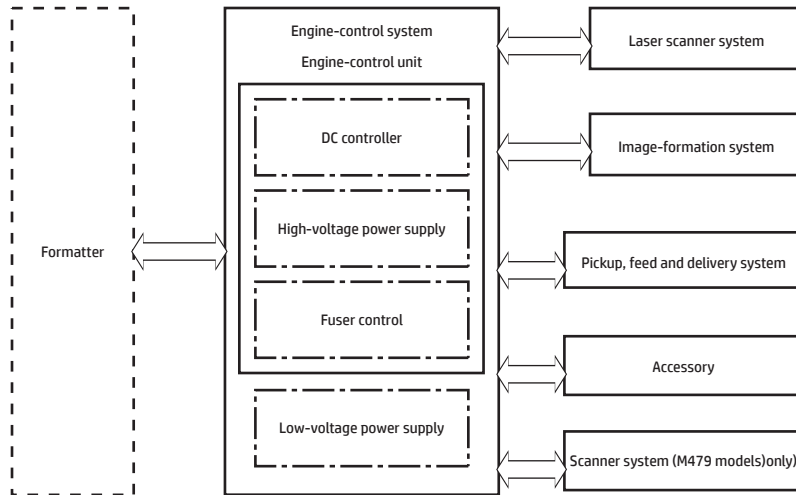 Engine-control system
Engine-control unit
DC controller
High-voltage power supply
Fuser control
Low-voltage power supply
Formatter
Laser scanner system
Image-formation system
Pickup, feed and delivery system
Accessory
Scanner system (M479 models)only)